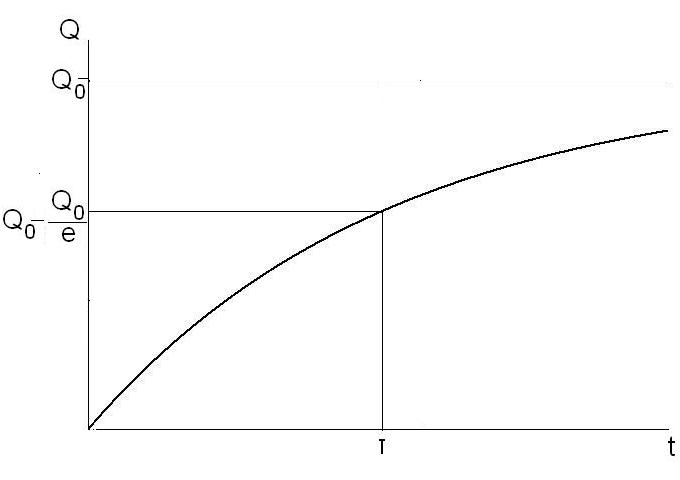 Q
Q₀
Q₀ - Q₀/e
τ
t